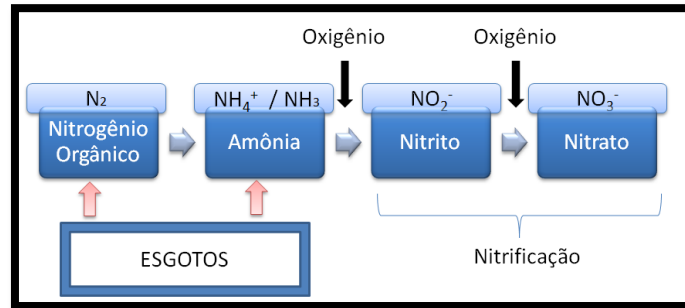 Oxigênio
Oxigênio
N₂
NH₄⁺ / NH₃
NO₂⁻
NO₃⁻
Nitrogênio
Orgânico
Amônia
Nitrito
Nitrato
ESGOTOS
Nitrificação